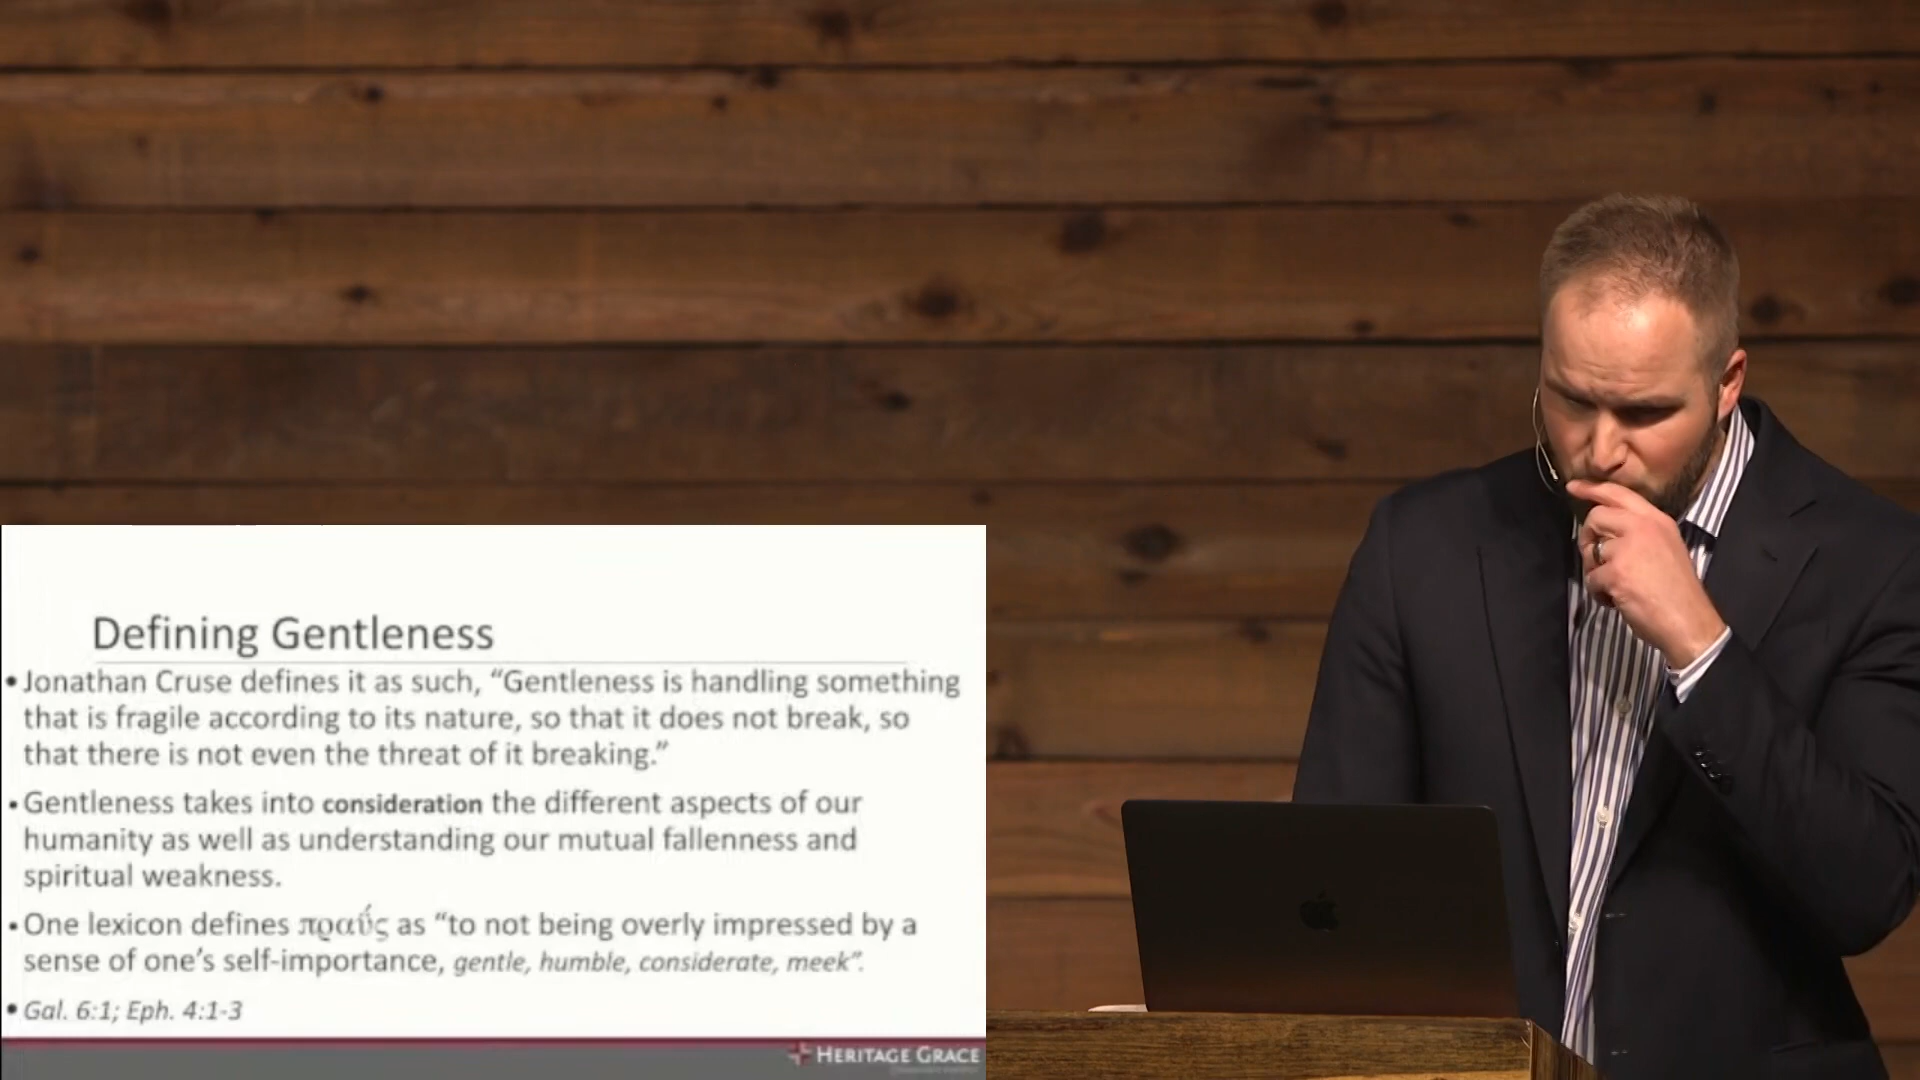 Defining Gentleness
• Jonathan Cruse defines it as such, “Gentleness is handling something
that is fragile according to its nature, so that it does not break, so
that there is not even the threat of it breaking.”
• Gentleness takes into consideration the different aspects of our
humanity as well as understanding our mutual fallenness and
spiritual weakness.
• One lexicon defines πραΰς as “to not being overly impressed by a
sense of one’s self-importance, gentle, humble, considerate, meek”.
• Gal. 6:1; Eph. 4:1-3
HERITAGE GRACE